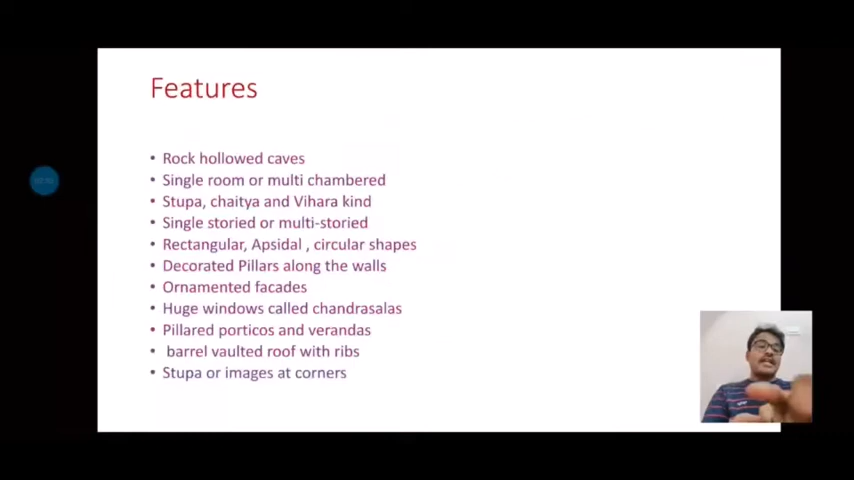 Features
• Rock hollowed caves
• Single room or multi chambered
• Stupa, chaitya and Vihara kind
• Single storied or multi-storied
• Rectangular, Apsidal , circular shapes
• Decorated Pillars along the walls
• Ornamented facades
• Huge windows called chandrasalas
• Pillared porticos and verandas
• barrel vaulted roof with ribs
• Stupa or images at corners